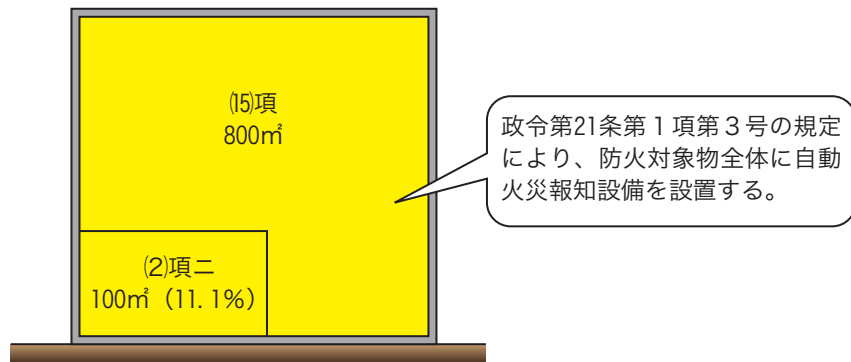 ⒂項
800㎡
⑵項ニ
100㎡（11.1%）
政令第21条第１項第３号の規定
により、防火対象物全体に自動
火災報知設備を設置する。